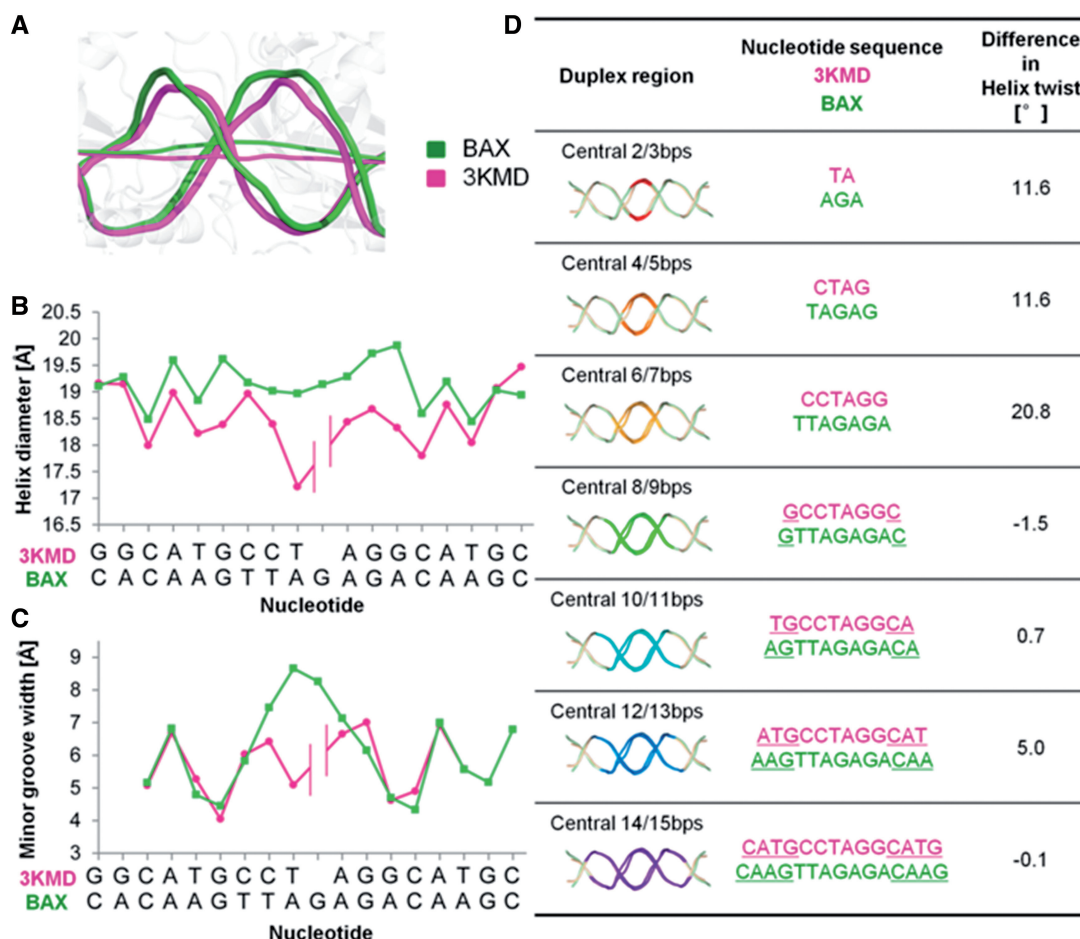 A
BAX
3KMD
B
Helix diameter [Å]
20.5
20
19.5
19
18.5
18
17.5
17
16.5
3KMD G G C A T G C C T A G G C A T G C
BAX C A C A A G T T A G A G A C A A G C
Nucleotide
C
Minor groove width [Å]
9
8
7
6
5
4
3
3KMD G G C A T G C C T A G G C A T G C
BAX C A C A A G T T A G A G A C A A G C
Nucleotide
D
Duplex region
Nucleotide sequence
3KMD
BAX
Difference
in
Helix twist
[° ]
Central 2/3bps
TA
AGA
11.6
Central 4/5bps
CTAG
TAGAG
11.6
Central 6/7bps
CCTAGG
TTAGAGA
20.8
Central 8/9bps
GCCTAGGC
GTTAGAGAC
-1.5
Central 10/11bps
TGCCTAGGCA
AGTTAGAGACA
0.7
Central 12/13bps
ATGCCTAGGCAT
AAGTTAGAGACAA
5.0
Central 14/15bps
CATGCCTAGGCATG
CAAGTTAGAGACAAG
-0.1